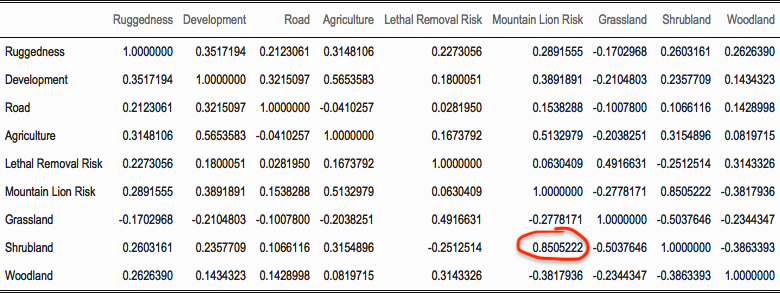 Ruggedness Development Road Agriculture Lethal Removal Risk Mountain Lion Risk Grassland Shrubland Woodland
Ruggedness 1.0000000 0.3517194 0.2123061 0.3148106 0.2273056 0.2891555 -0.1702968 0.2603161 0.2626390
Development 0.3517194 1.0000000 0.3215097 0.5653583 0.1800051 0.3891891 -0.2104803 0.2357709 0.1434323
Road 0.2123061 0.3215097 1.0000000 -0.0410257 0.0281950 0.1538288 -0.1007800 0.1066116 0.1428998
Agriculture 0.3148106 0.5653583 -0.0410257 1.0000000 0.1673792 0.5132979 -0.2038251 0.3154896 0.0819715
Lethal Removal Risk 0.2273056 0.1800051 0.0281950 0.1673792 1.0000000 0.0630409 0.4916631 -0.2512514 0.3143326
Mountain Lion Risk 0.2891555 0.3891891 0.1538288 0.5132979 0.0630409 1.0000000 -0.2778171 0.8505222 -0.3817936
Grassland -0.1702968 -0.2104803 -0.1007800 -0.2038251 0.4916631 -0.2778171 1.0000000 -0.5037646 -0.2344347
Shrubland 0.2603161 0.2357709 0.1066116 0.3154896 -0.2512514 0.8505222 -0.5037646 1.0000000 -0.3863393
Woodland 0.2626390 0.1434323 0.1428998 0.0819715 0.3143326 -0.3817936 -0.2344347 -0.3863393 1.0000000